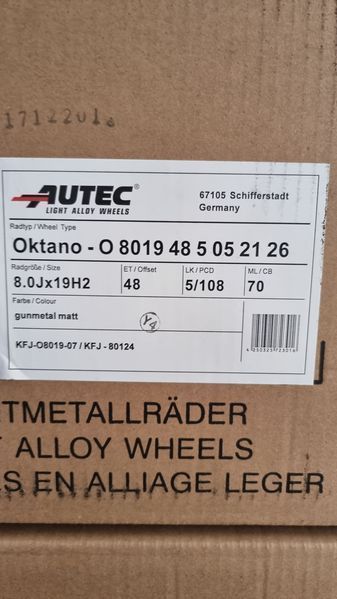 17122018
AUTEC®
LIGHT ALLOY WHEELS
67105 Schifferstadt
Germany
Radtyp / Wheel Type
Oktano - O 8019 48 5 05 21 26
Radgröße / Size ET / Offset LK / PCD ML / CB
8.0Jx19H2 48 5/108 70
Farbe / Colour
gunmetal matt
Y4
KFJ-O8019-07 / KFJ - 80124
TMETALLRÄDER
ALLOY WHEELS
S EN ALLIAGE LEGER